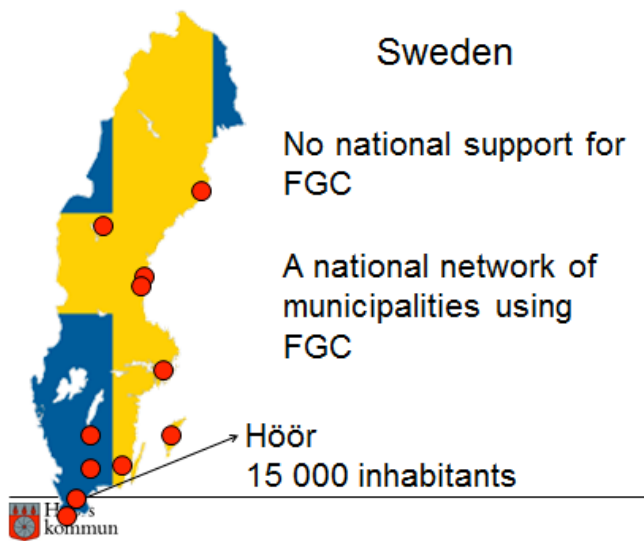 Sweden
No national support for
FGC
A national network of
municipalities using
FGC
Höör
15 000 inhabitants
kommun